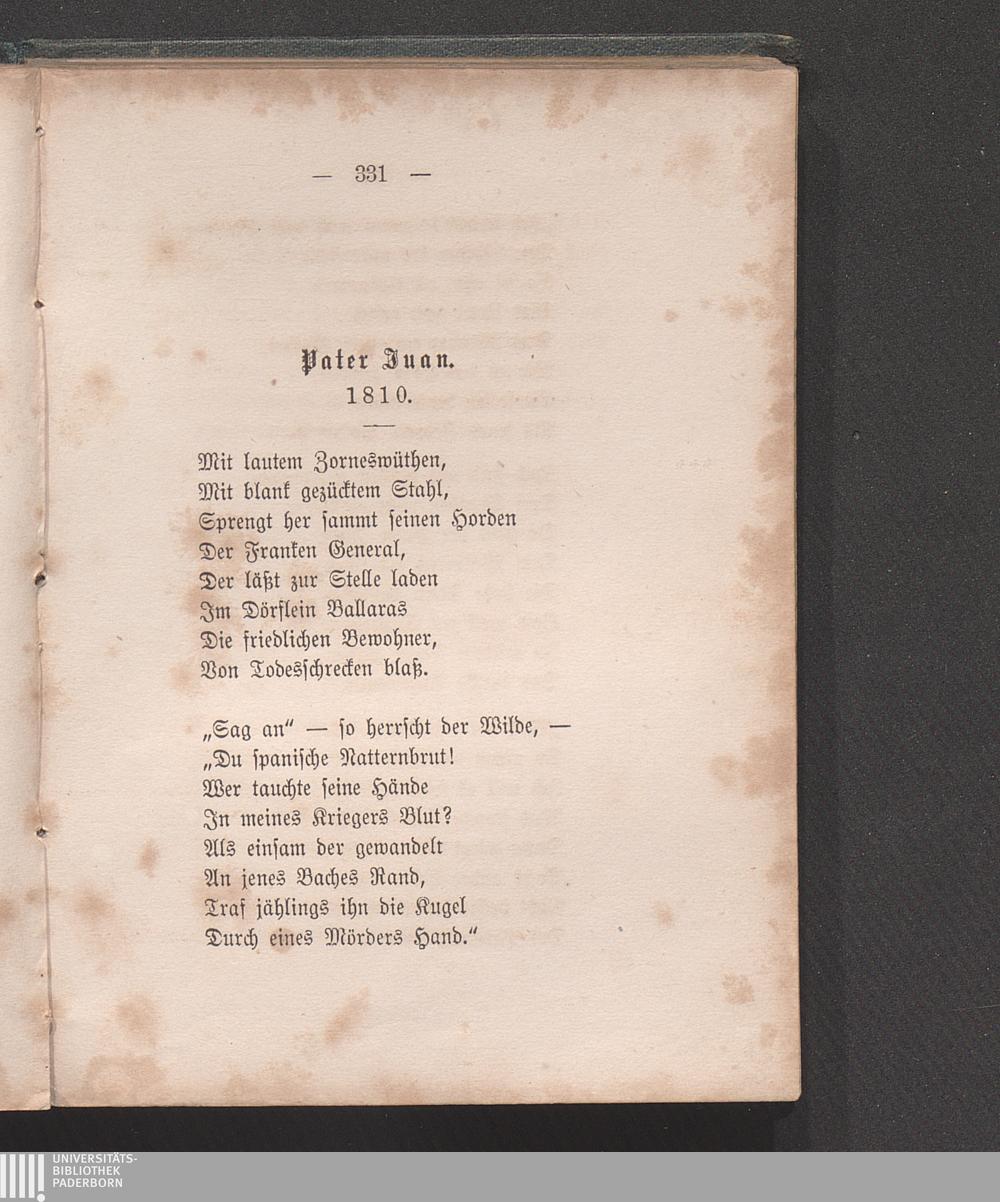 — 331 —
Pater Juan.
1810.
Mit lautem Zorneswüthen,
Mit blank gezücktem Stahl,
Sprengt her sammt seinen Horden
Der Franken General,
Der läßt zur Stelle laden
Im Dörflein Ballaras
Die friedlichen Bewohner,
Von Todesschrecken blaß.
„Sag an“ — so herrscht der Wilde, —
„Du spanische Natternbrut!
Wer tauchte seine Hände
In meines Kriegers Blut?
Als einsam der gewandelt
An jenes Baches Rand,
Traf jählings ihn die Kugel
Durch eines Mörders Hand.“
UNIVERSITÄTS-
BIBLIOTHEK
PADERBORN